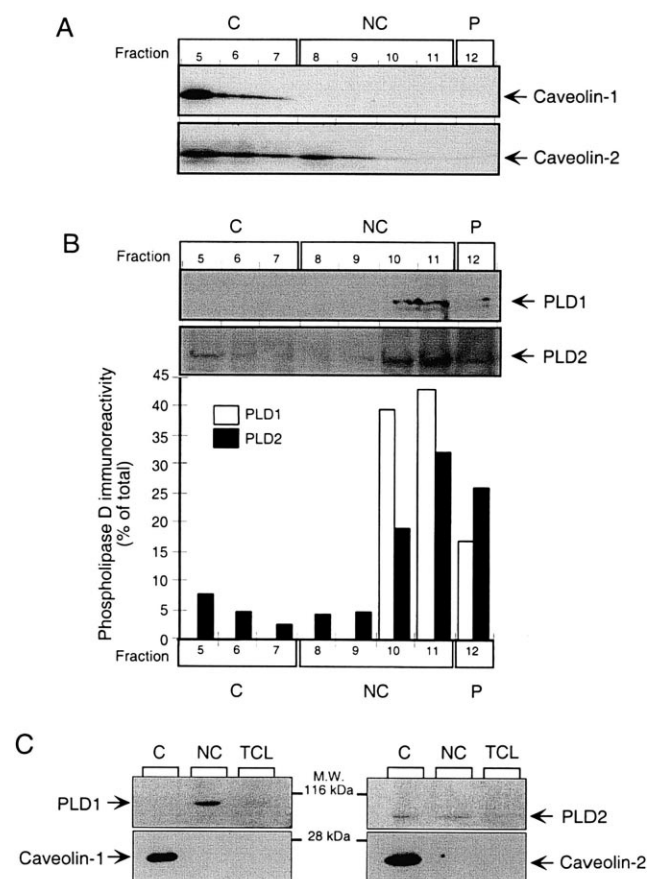 A
C NC P
Fraction 5 6 7 8 9 10 11 12
Caveolin-1
Caveolin-2
B
C NC P
Fraction 5 6 7 8 9 10 11 12
PLD1
PLD2
Phospholipase D immunoreactivity
(% of total)
45
40
35
30
25
20
15
10
5
0
PLD1
PLD2
Fraction 5 6 7 8 9 10 11 12
C NC P
C
C NC TCL M.W. C NC TCL
116 kDa
PLD1 PLD2
28 kDa
Caveolin-1 Caveolin-2